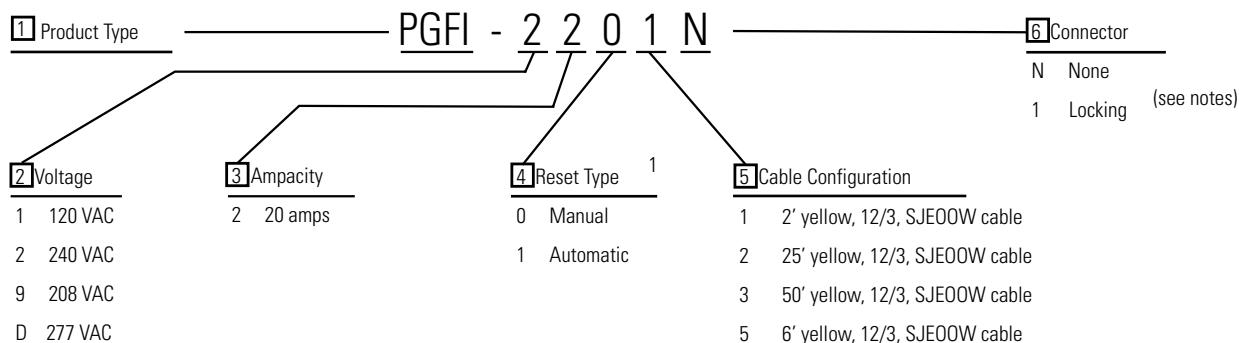 1 Product Type PGFI - 2 2 0 1 N 6 Connector
N None
1 Locking (see notes)
2 Voltage
1 120 VAC
2 240 VAC
9 208 VAC
D 277 VAC
3 Ampacity
2 20 amps
4 Reset Type 1
0 Manual
1 Automatic
5 Cable Configuration
1 2’ yellow, 12/3, SJEOOW cable
2 25’ yellow, 12/3, SJEOOW cable
3 50’ yellow, 12/3, SJEOOW cable
5 6’ yellow, 12/3, SJEOOW cable